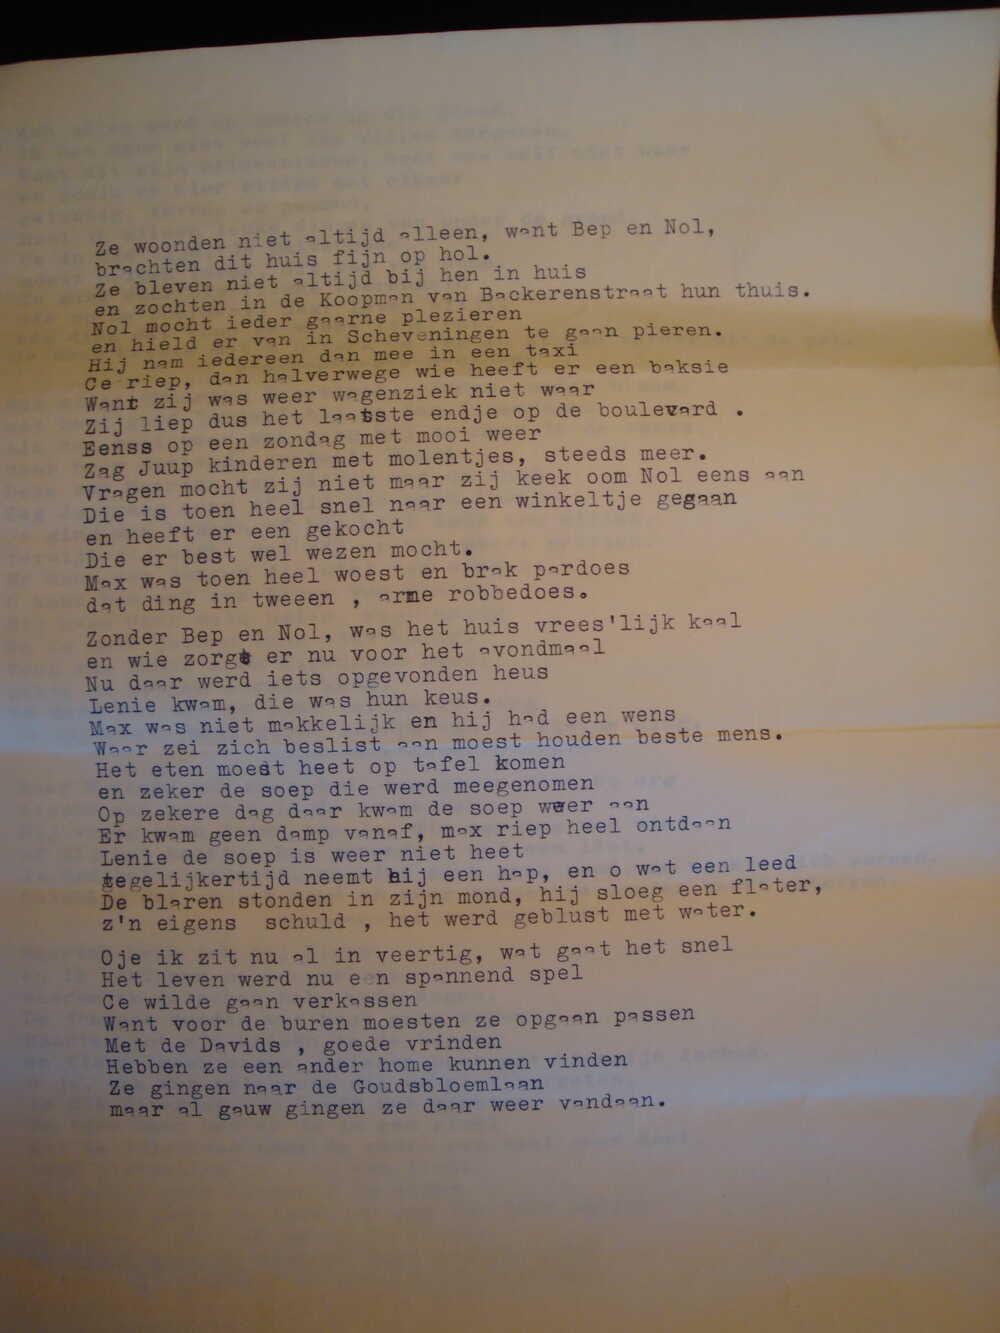 Ze woonden niet altijd alleen, want Bep en Nol,
brachten dit huis fijn op hol.
Ze bleven niet altijd bij hen in huis
en zochten in de Koopman van Backerenstraat hun thuis.
Nol mocht ieder gaarne plezieren
en hield er van in Scheveningen te gaan pieren.
Hij nam iedereen dan mee in een taxi
Ce riep, dan halverwege wie heeft er een baksie
Want zij was weer wagenziek niet waar
Zij liep dus het laatste endje op de boulevard .
Eenss op een zondag met mooi weer
Zag Juup kinderen met molentjes, steeds meer.
Vragen mocht zij niet maar zij keek oom Nol eens aan
Die is toen heel snel naar een winkeltje gegaan
en heeft er een gekocht
Die er best wel wezen mocht.
Max was toen heel woest en brak pardoes
dat ding in tweeen , arme robbedoes.
Zonder Bep en Nol, was het huis vrees'lijk kaal
en wie zorgt er nu voor het avondmaal
Nu daar werd iets opgevonden heus
Lenie kwam, die was hun keus.
Max was niet makkelijk en hij had een wens
Waar zei zich beslist aan moest houden beste mens.
Het eten moest heet op tafel komen
en zeker de soep die werd meegenomen
Op zekere dag daar kwam de soep weer aan
Er kwam geen damp vanaf, max riep heel ontdaan
Lenie de soep is weer niet heet
tegelijkertijd neemt hij een hap, en o wat een leed
De blaren stonden in zijn mond, hij sloeg een flater,
z'n eigens schuld , het werd geblust met water.
Oje ik zit nu al in veertig, wat gaat het snel
Het leven werd nu een spannend spel
Ce wilde gaan verkassen
Want voor de buren moesten ze opgaan passen
Met de Davids , goede vrinden
Hebben ze een ander home kunnen vinden
Ze gingen naar de Goudsbloemlaan
maar al gauw gingen ze daar weer vandaan.